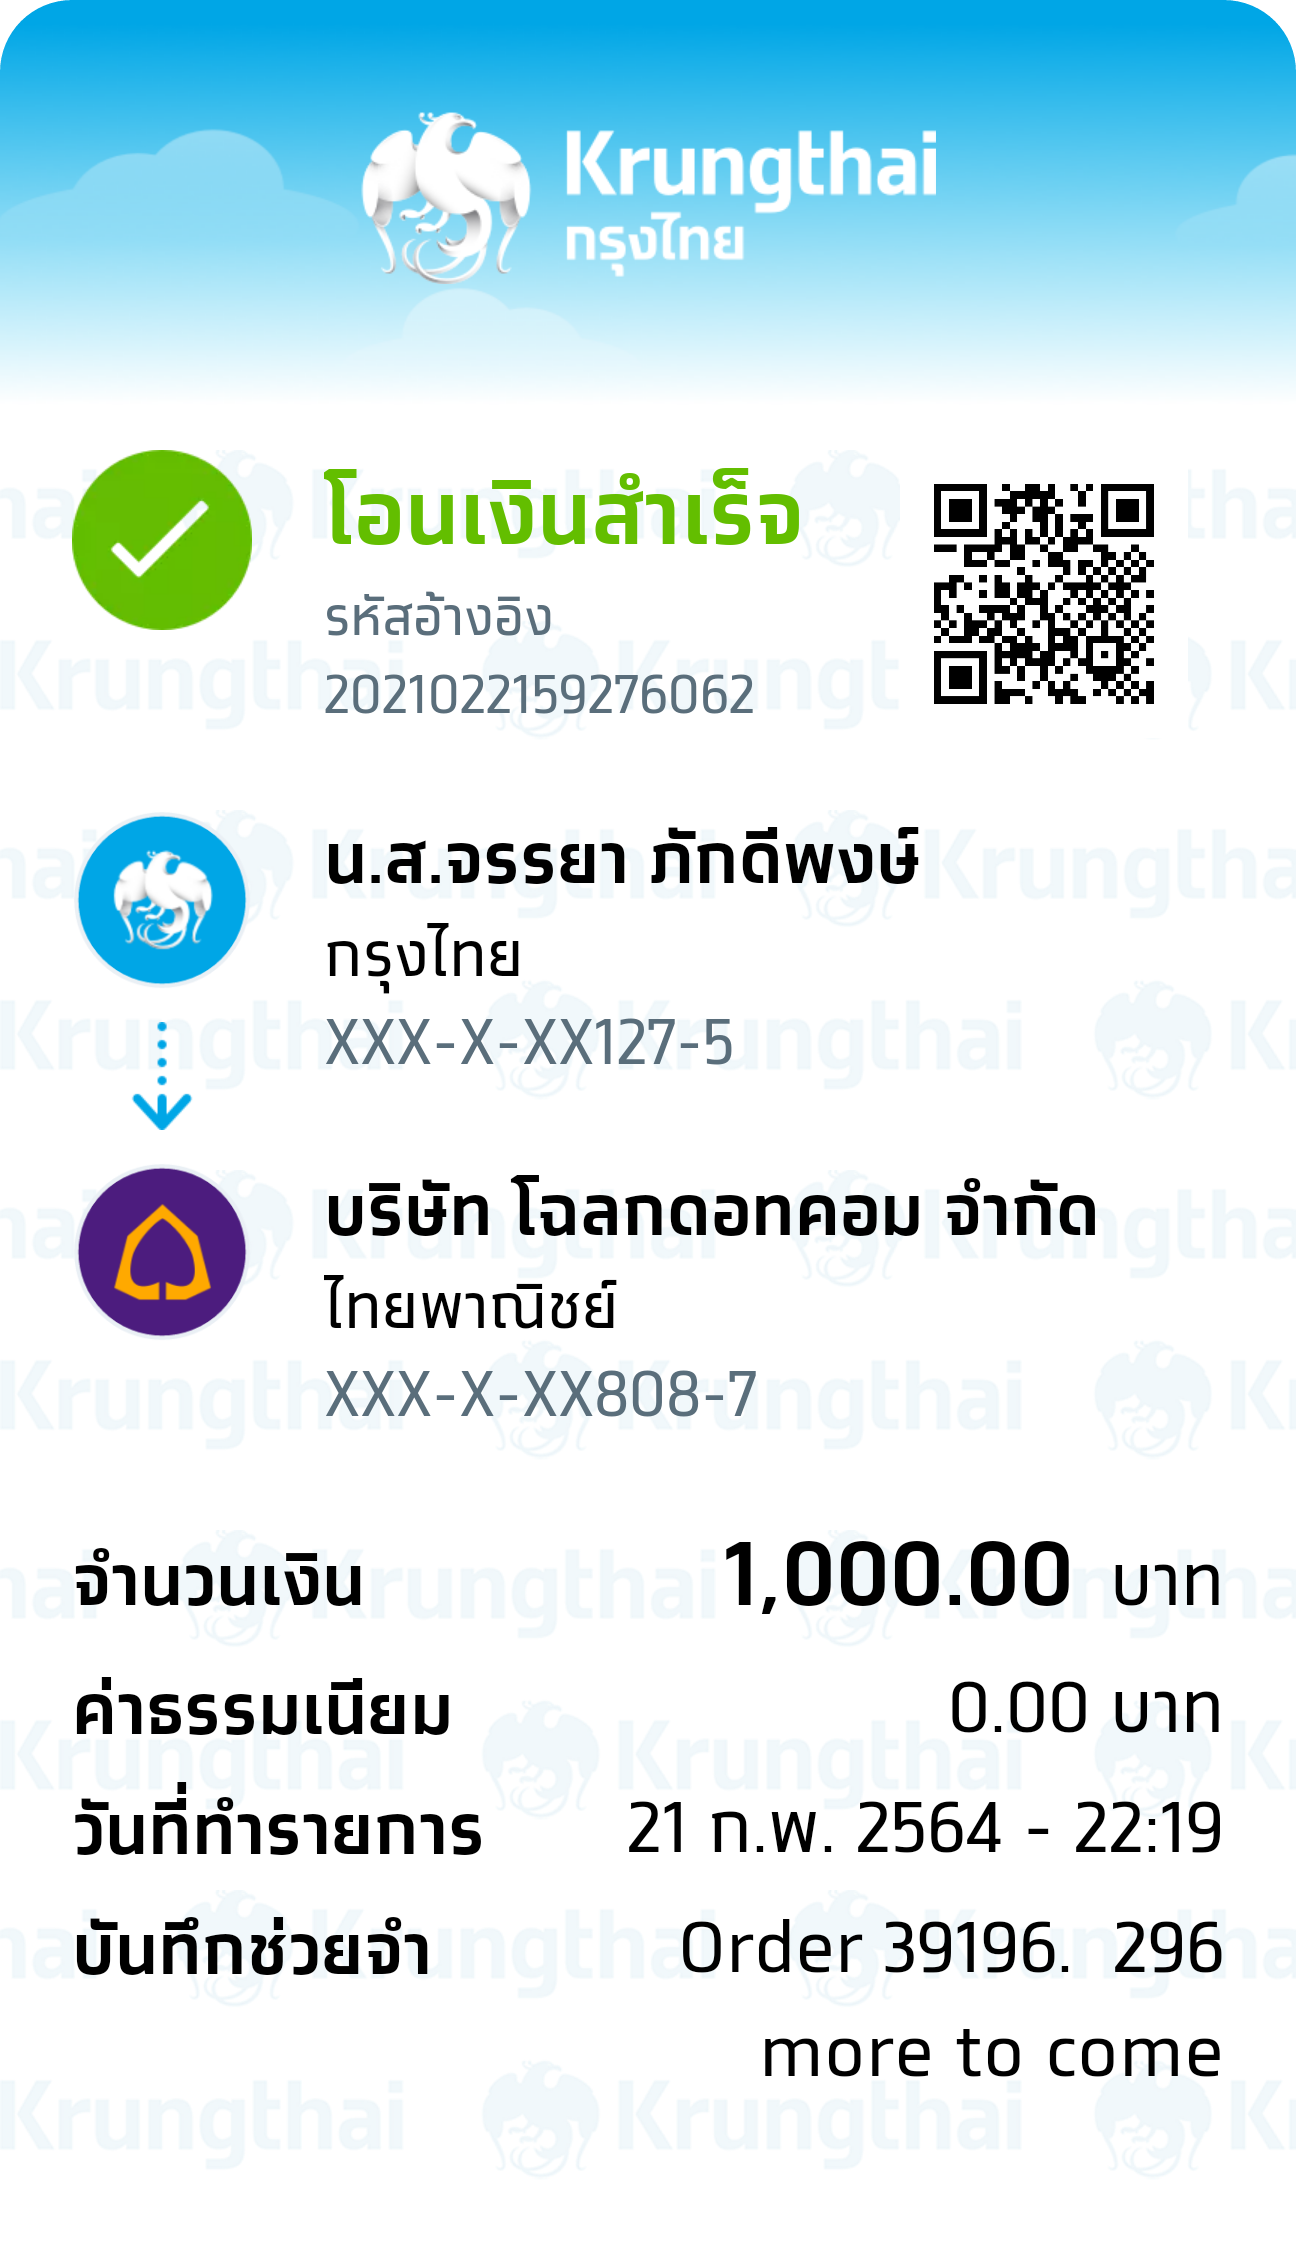 Krungthai
กรุงไทย
โอนเงินสำเร็จ
รหัสอ้างอิง
2021022159276062
น.ส.จรรยา ภักดีพงษ์
กรุงไทย
XXX-X-XX127-5
บริษัท โฉลกดอทคอม จำกัด
ไทยพาณิชย์
XXX-X-XX808-7
จำนวนเงิน 1,000.00 บาท
ค่าธรรมเนียม 0.00 บาท
วันที่ทำรายการ 21 ก.พ. 2564 - 22:19
บันทึกช่วยจำ Order 39196. 296
more to come